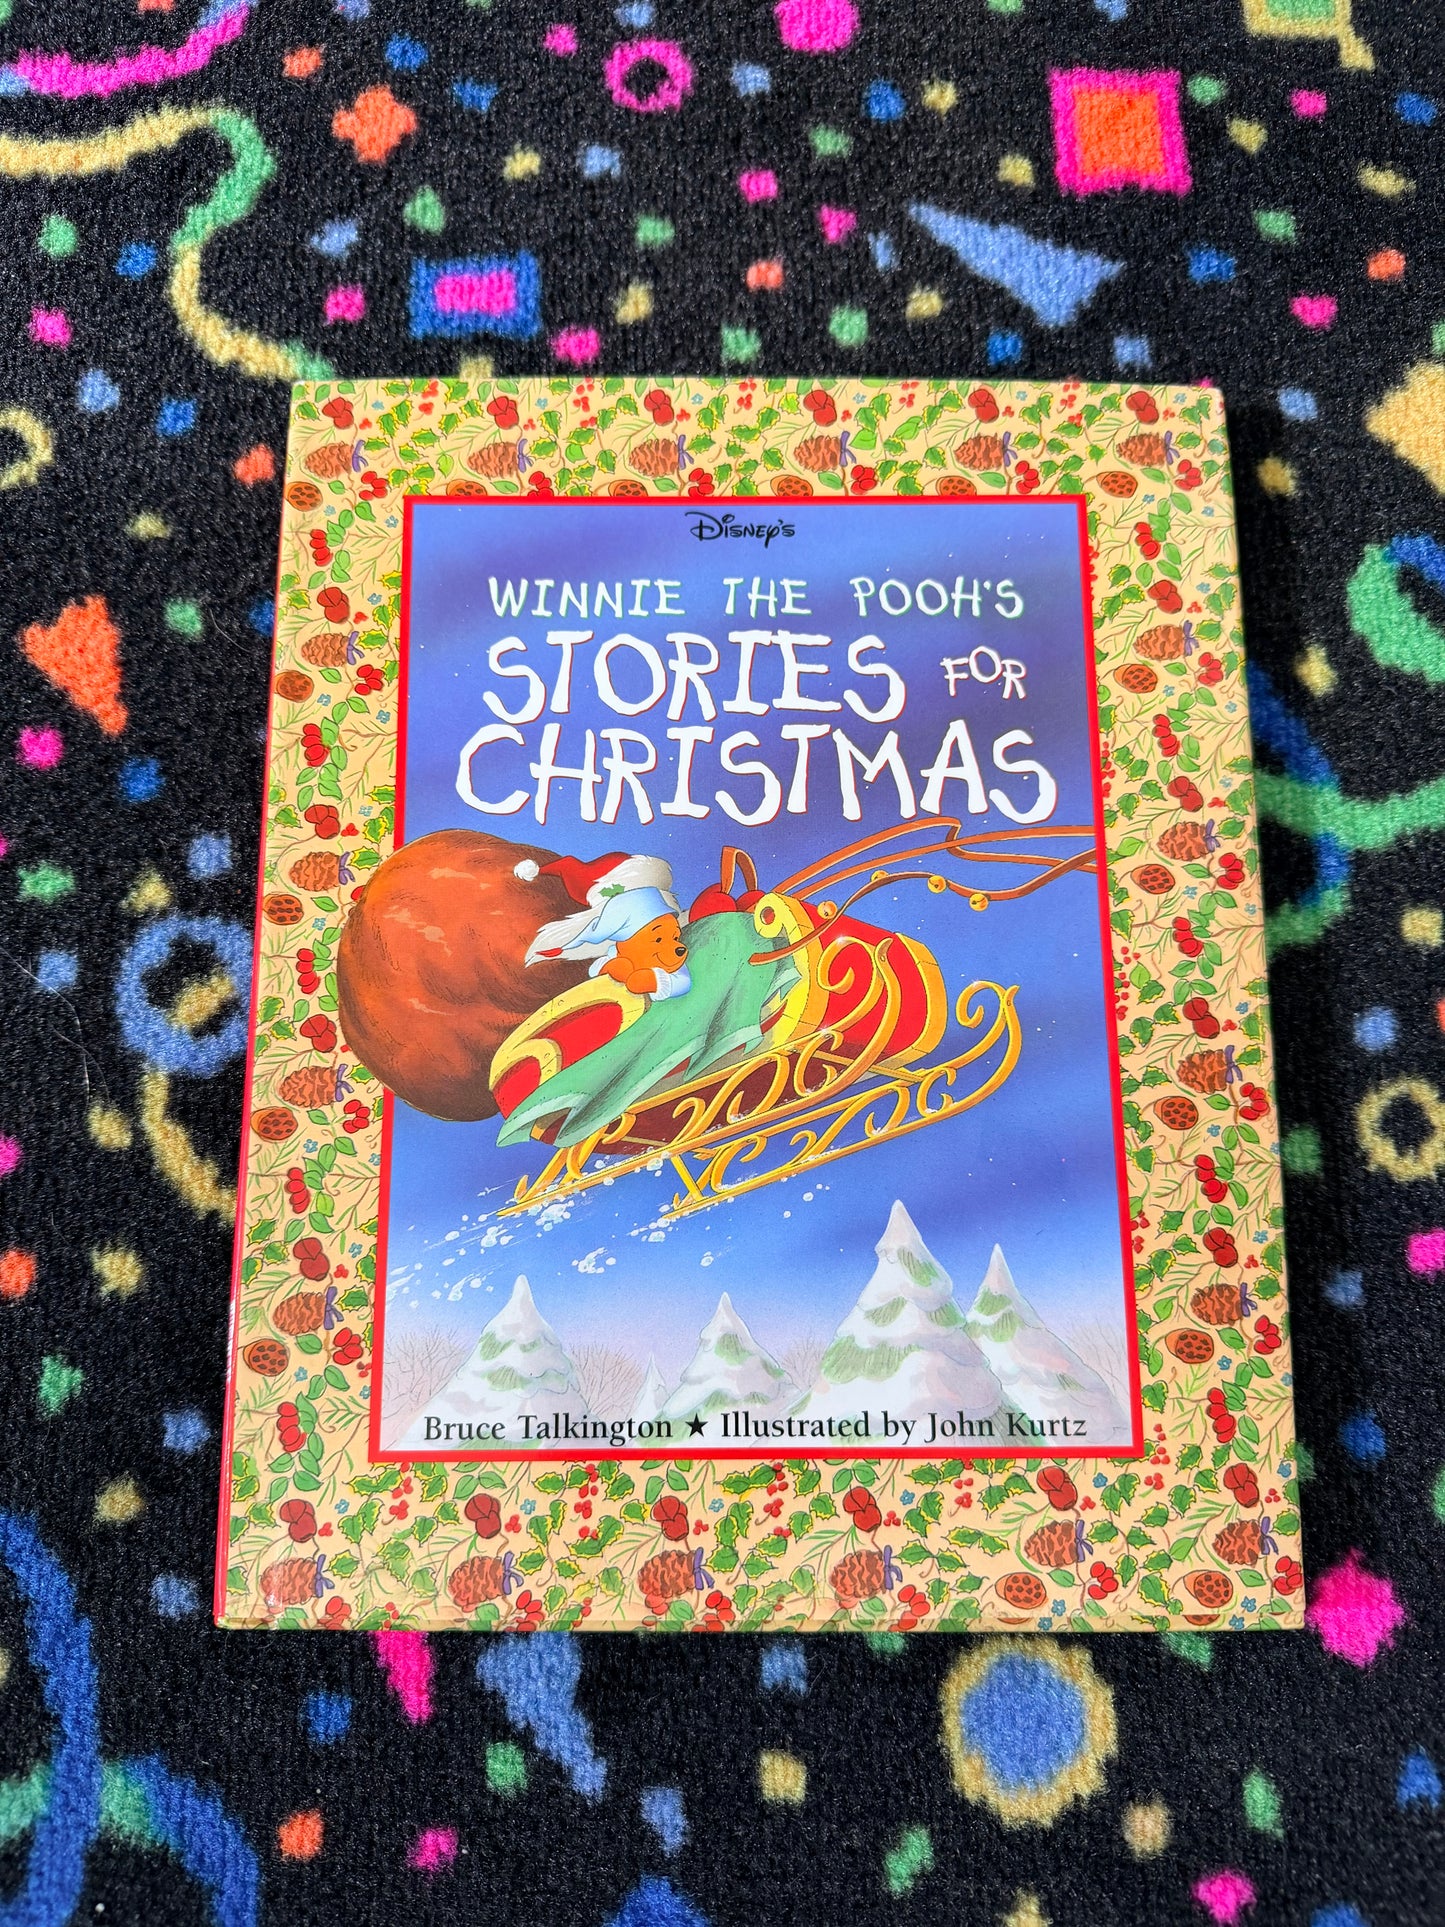 Disney's
WINNIE THE POOH'S
STORIES FOR
CHRISTMAS
Bruce Talkington ★ Illustrated by John Kurtz